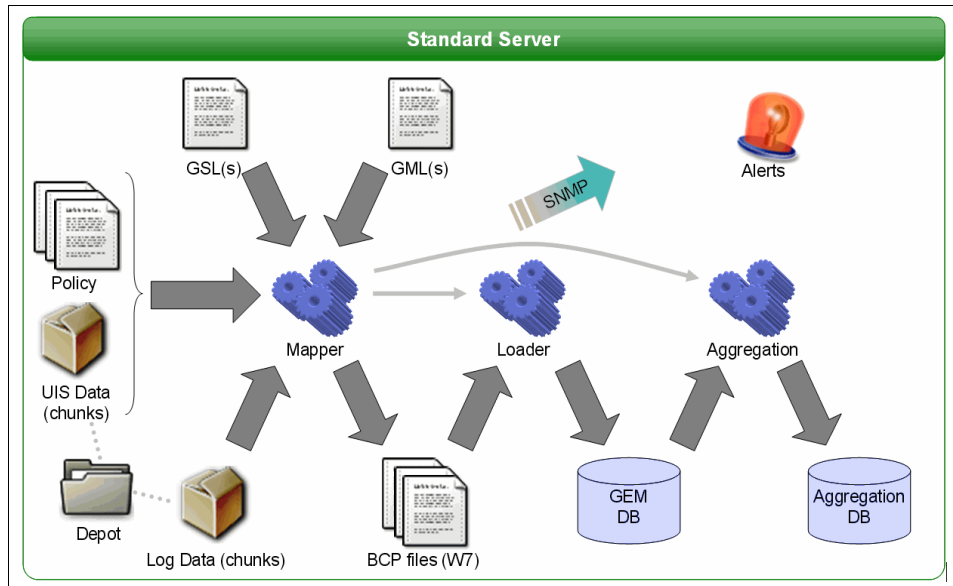 Standard Server
GSL(s)
GML(s)
Alerts
SNMP
Policy
UIS Data
(chunks)
Mapper
Loader
Aggregation
Depot
Log Data (chunks)
BCP files (W7)
GEM
DB
Aggregation
DB